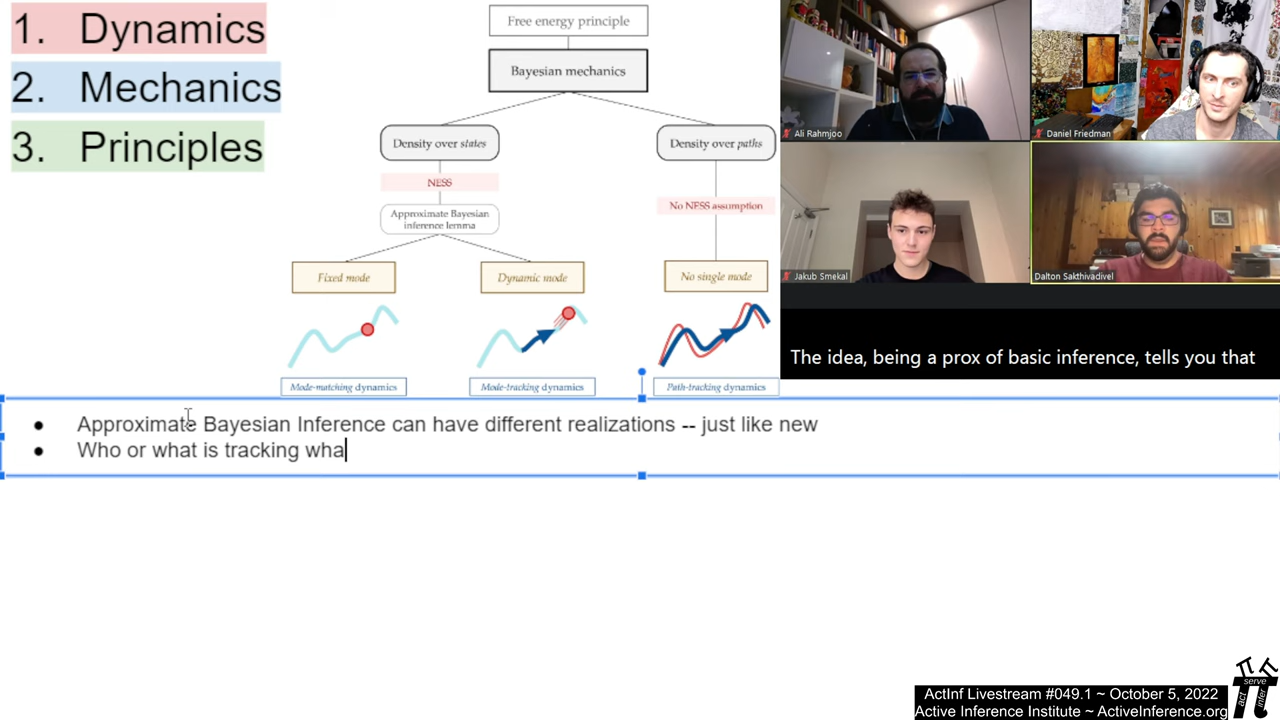 1. Dynamics
2. Mechanics
3. Principles
Free energy principle
Bayesian mechanics
Density over states
Density over paths
NESS
No NESS assumption
Approximate Bayesian
inference lemma
Fixed mode
Dynamic mode
No single mode
Mode-matching dynamics
Mode-tracking dynamics
Path-tracking dynamics
Ali Rahmjoo
Daniel Friedman
Jakub Smekal
Dalton Sakthivadivel
The idea, being a prox of basic inference, tells you that
• Approximate Bayesian Inference can have different realizations -- just like new
• Who or what is tracking wha
ActInf Livestream #049.1 ~ October 5, 2022
Active Inference Institute ~ ActiveInference.org
serve
act
infer